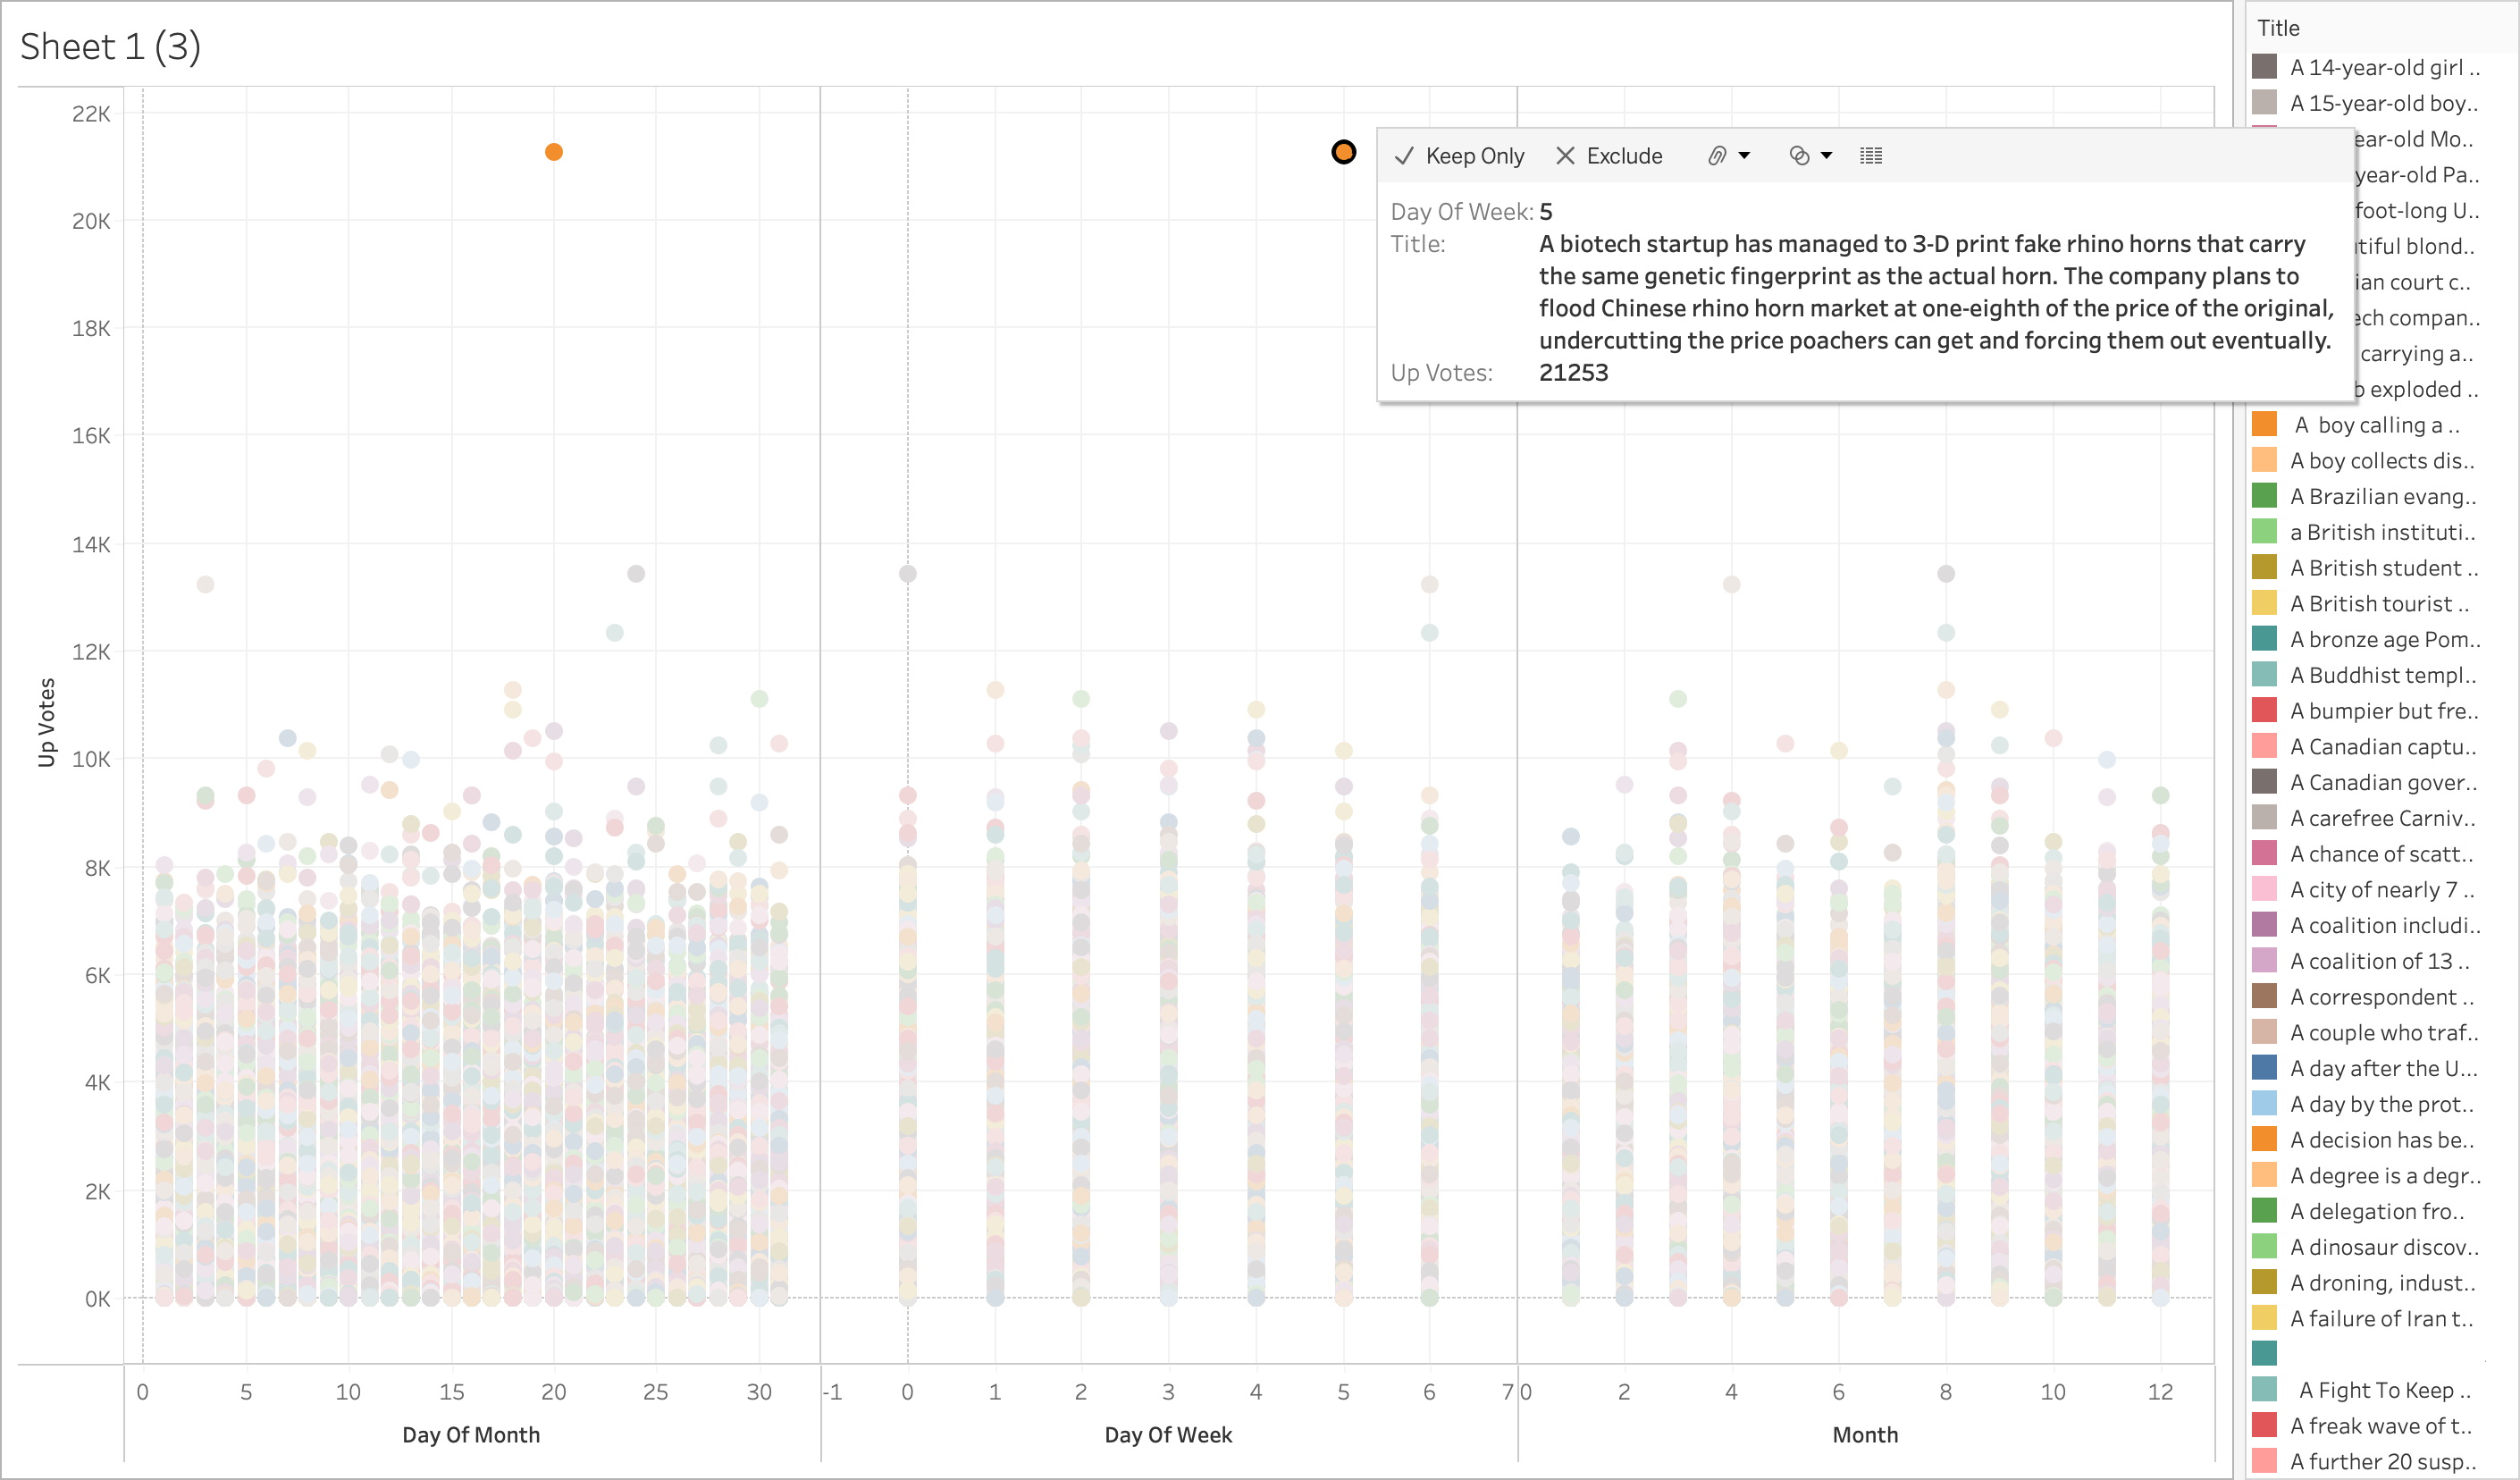 Sheet 1 (3)
22K
20K
18K
16K
14K
12K
10K
8K
6K
4K
2K
0K
Up Votes
0 5 10 15 20 25 30
Day Of Month
-1 0 1 2 3 4 5 6 7
Day Of Week
0 2 4 6 8 10 12
Month
Keep Only Exclude
Day Of Week: 5
Title: A biotech startup has managed to 3-D print fake rhino horns that carry
the same genetic fingerprint as the actual horn. The company plans to
flood Chinese rhino horn market at one-eighth of the price of the original,
undercutting the price poachers can get and forcing them out eventually.
Up Votes: 21253
Title
A 14-year-old girl ..
A 15-year-old boy..
ear-old Mo..
year-old Pa..
foot-long U..
tiful blond..
ian court c..
ech compan..
carrying a..
b exploded ..
A boy calling a ..
A boy collects dis..
A Brazilian evang..
a British instituti..
A British student ..
A British tourist ..
A bronze age Pom..
A Buddhist templ..
A bumpier but fre..
A Canadian captu..
A Canadian gover..
A carefree Carniv..
A chance of scatt..
A city of nearly 7 ..
A coalition includi..
A coalition of 13 ..
A correspondent ..
A couple who traf..
A day after the U...
A day by the prot..
A decision has be..
A degree is a degr..
A delegation fro..
A dinosaur discov..
A droning, indust..
A failure of Iran t..
A Fight To Keep ..
A freak wave of t..
A further 20 susp..